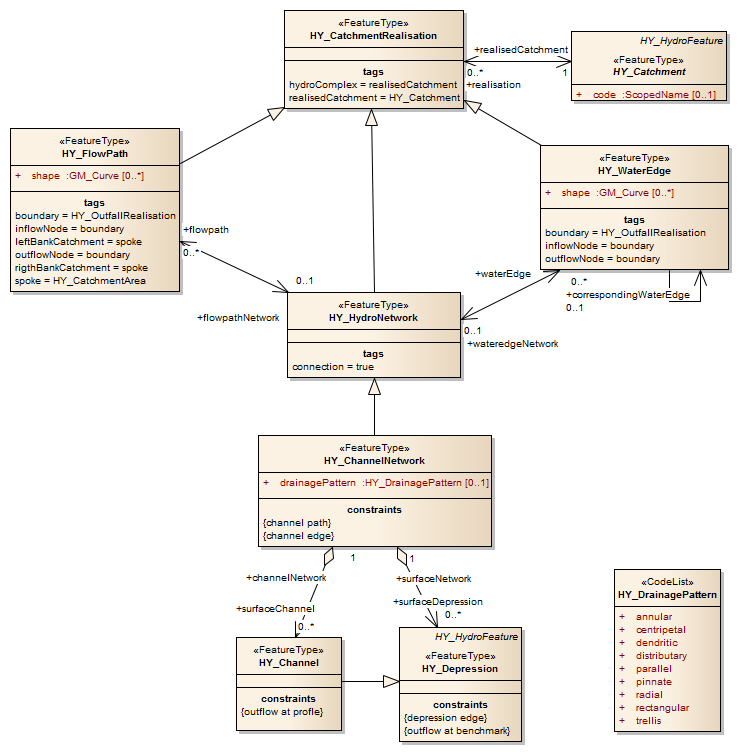 «FeatureType»
HY_CatchmentRealisation
tags
hydroComplex = realisedCatchment
realisedCatchment = HY_Catchment
+realisedCatchment
0..*
1
+realisation
HY_HydroFeature
«FeatureType»
HY_Catchment
+ code :ScopedName [0..1]
«FeatureType»
HY_FlowPath
+ shape :GM_Curve [0..*]
tags
boundary = HY_OutfallRealisation
inflowNode = boundary
leftBankCatchment = spoke
outflowNode = boundary
rigthBankCatchment = spoke
spoke = HY_CatchmentArea
«FeatureType»
HY_WaterEdge
+ shape :GM_Curve [0..*]
tags
boundary = HY_OutfallRealisation
inflowNode = boundary
outflowNode = boundary
+flowpath
0..*
0..1
+flowpathNetwork
+waterEdge
0..*
0..1
+wateredgeNetwork
+correspondingWaterEdge
0..1
«FeatureType»
HY_HydroNetwork
tags
connection = true
«FeatureType»
HY_ChannelNetwork
+ drainagePattern :HY_DrainagePattern [0..1]
constraints
{channel path}
{channel edge}
1
1
+channelNetwork
+surfaceNetwork
+surfaceChannel
+surfaceDepression
0..*
0..*
«FeatureType»
HY_Channel
constraints
{outflow at profle}
HY_HydroFeature
«FeatureType»
HY_Depression
constraints
{depression edge}
{outflow at benchmark}
«CodeList»
HY_DrainagePattern
+ annular
+ centripetal
+ dendritic
+ distributary
+ parallel
+ pinnate
+ radial
+ rectangular
+ trellis